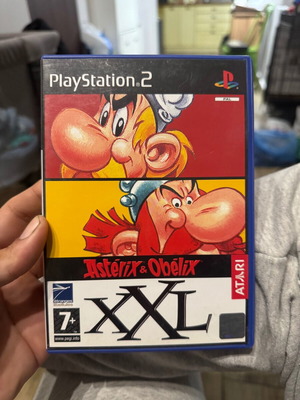 PlayStation 2
PAL
Astérix & Obélix
XXL
ATARI
7+
www.pegi.info